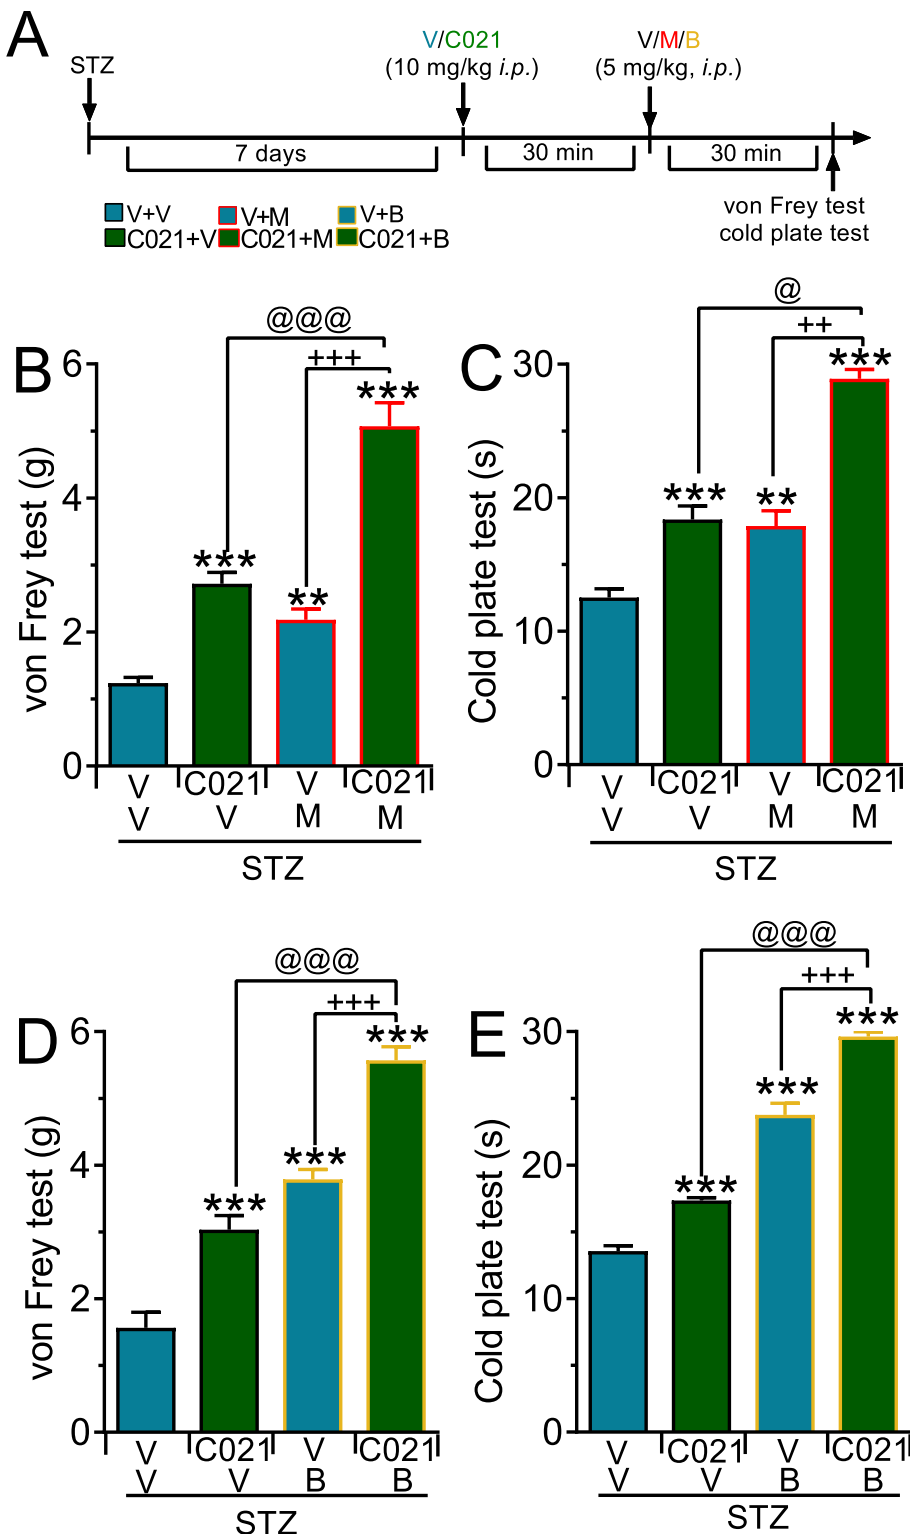 A
STZ
V/C021
(10 mg/kg i.p.)
V/M/B
(5 mg/kg, i.p.)
7 days
30 min
30 min
von Frey test
cold plate test
V+V
V+M
V+B
C021+V
C021+M
C021+B
B
@@@
+++
***
***
**
von Frey test (g)
6
4
2
0
V
C021
V
C021
V
V
M
M
STZ
C
@
++
***
***
**
Cold plate test (s)
30
20
10
0
V
C021
V
C021
V
V
M
M
STZ
D
@@@
+++
***
***
***
von Frey test (g)
6
4
2
0
V
C021
V
C021
V
V
B
B
STZ
E
@@@
+++
***
***
***
Cold plate test (s)
30
20
10
0
V
C021
V
C021
V
V
B
B
STZ